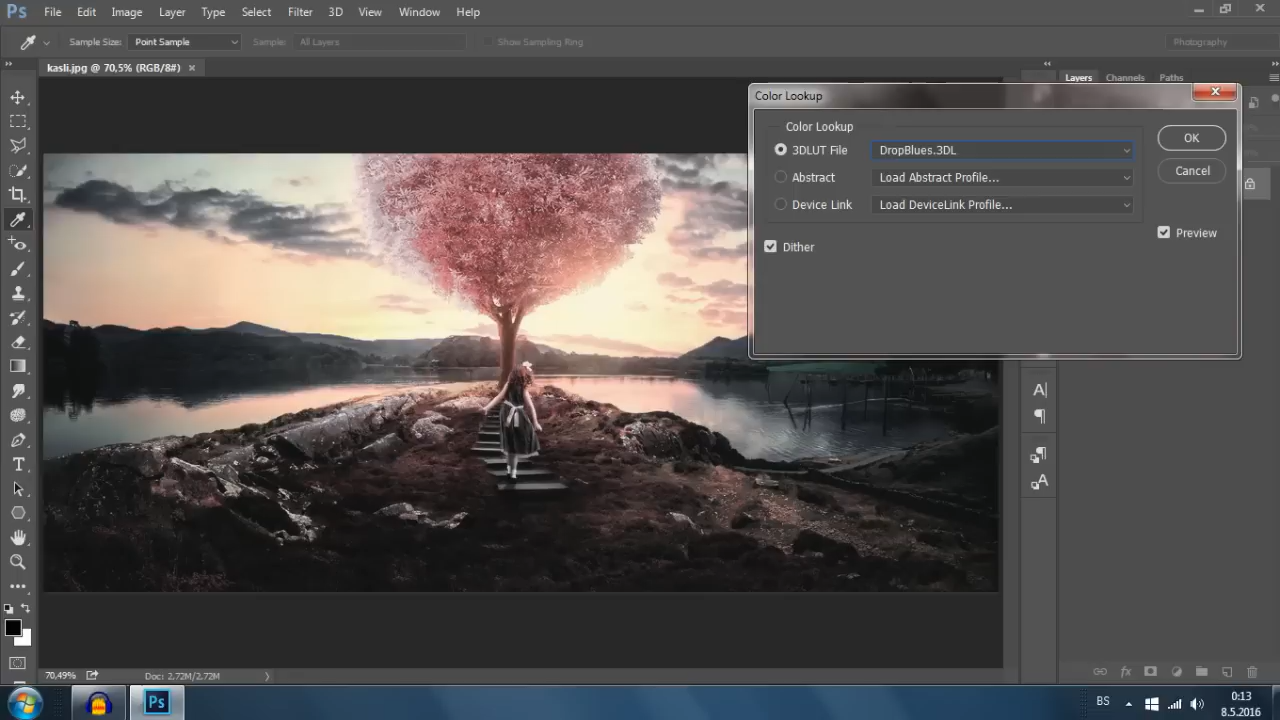 Ps File Edit Image Layer Type Select Filter 3D View Window Help
Sample Size: Point Sample Sample: All Layers Show Sampling Ring Photography
kasli.jpg @ 70,5% (RGB/8#) ×
Layers Channels Paths
Color Lookup
Color Lookup
3DLUT File DropBlues.3DL
OK
Abstract Load Abstract Profile...
Cancel
Device Link Load DeviceLink Profile...
Preview
Dither
70,49% Doc: 2,72M/2,72M
Ps BS 0:13
8.5.2016